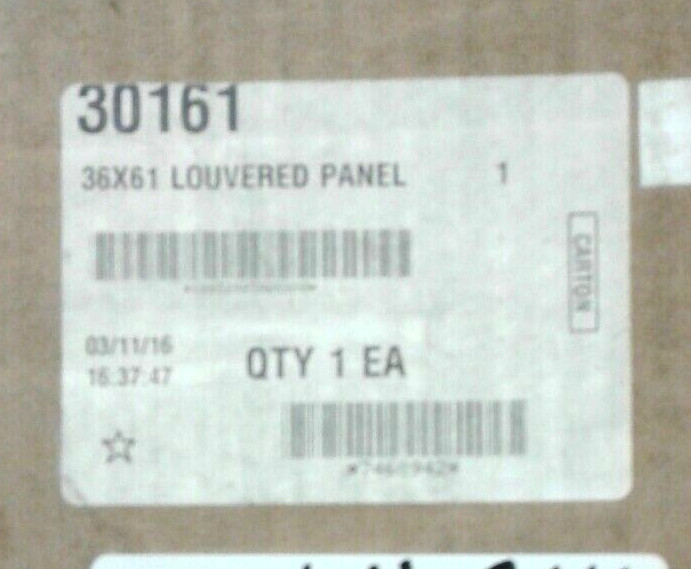 30161
36X61 LOUVERED PANEL 1
CARTON
03/11/16
16:37:47
QTY 1 EA